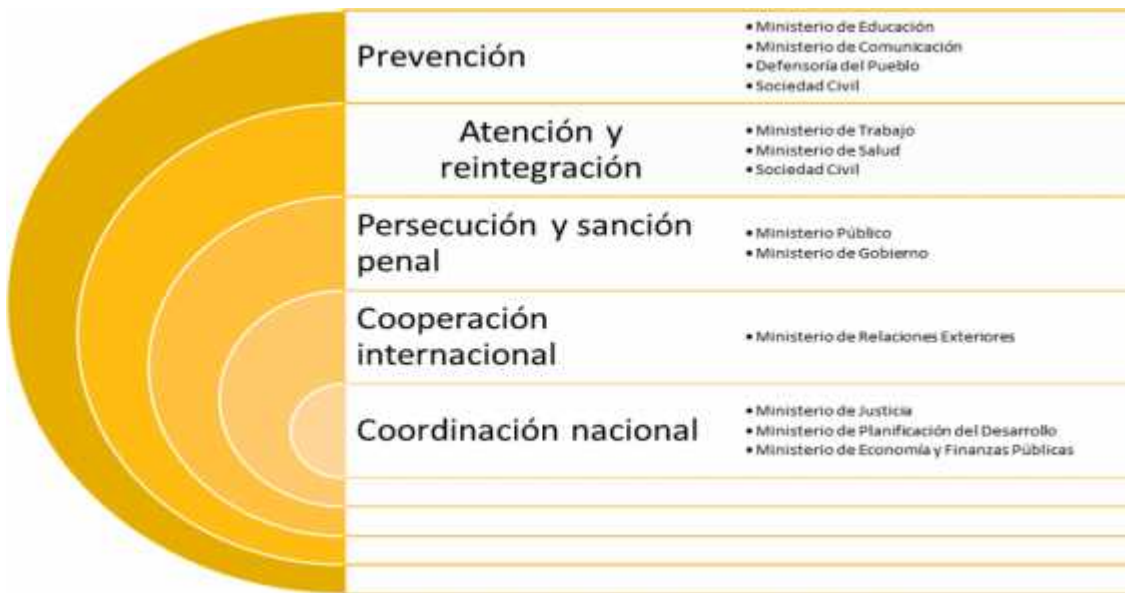 Prevención
• Ministerio de Educación
• Ministerio de Comunicación
• Defensoría del Pueblo
• Sociedad Civil
Atención y
reintegración
• Ministerio de Trabajo
• Ministerio de Salud
• Sociedad Civil
Persecución y sanción
penal
• Ministerio Público
• Ministerio de Gobierno
Cooperación
internacional
• Ministerio de Relaciones Exteriores
Coordinación nacional
• Ministerio de Justicia
• Ministerio de Planificación del Desarrollo
• Ministerio de Economía y Finanzas Públicas